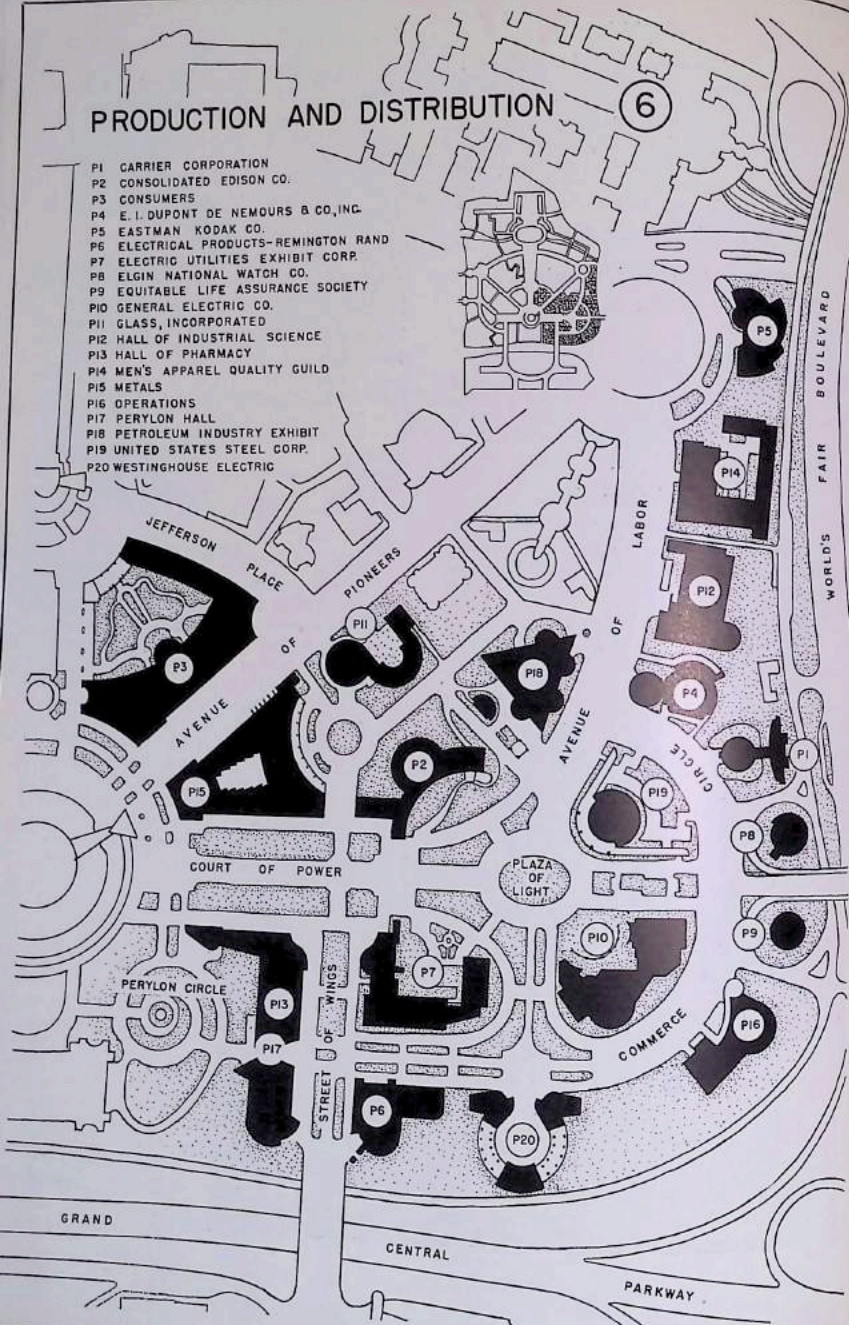 PRODUCTION AND DISTRIBUTION 6
P1 CARRIER CORPORATION
P2 CONSOLIDATED EDISON CO.
P3 CONSUMERS
P4 E. I. DUPONT DE NEMOURS & CO., INC.
P5 EASTMAN KODAK CO.
P6 ELECTRICAL PRODUCTS-REMINGTON RAND
P7 ELECTRIC UTILITIES EXHIBIT CORP.
P8 ELGIN NATIONAL WATCH CO.
P9 EQUITABLE LIFE ASSURANCE SOCIETY
P10 GENERAL ELECTRIC CO.
P11 GLASS, INCORPORATED
P12 HALL OF INDUSTRIAL SCIENCE
P13 HALL OF PHARMACY
P14 MEN'S APPAREL QUALITY GUILD
P15 METALS
P16 OPERATIONS
P17 PERYLON HALL
P18 PETROLEUM INDUSTRY EXHIBIT
P19 UNITED STATES STEEL CORP.
P20 WESTINGHOUSE ELECTRIC
P5
WORLD'S FAIR BOULEVARD
P14
JEFFERSON PLACE
AVENUE OF PIONEERS
AVENUE OF LABOR
P12
P11
P3
P18
P4
P1
P2
P15
P19
CIRCLE
P8
COURT OF POWER
PLAZA
OF
LIGHT
P9
P10
P7
PERYLON CIRCLE
P13
STREET OF WINGS
P16
COMMERCE
P17
P6
P20
GRAND CENTRAL PARKWAY